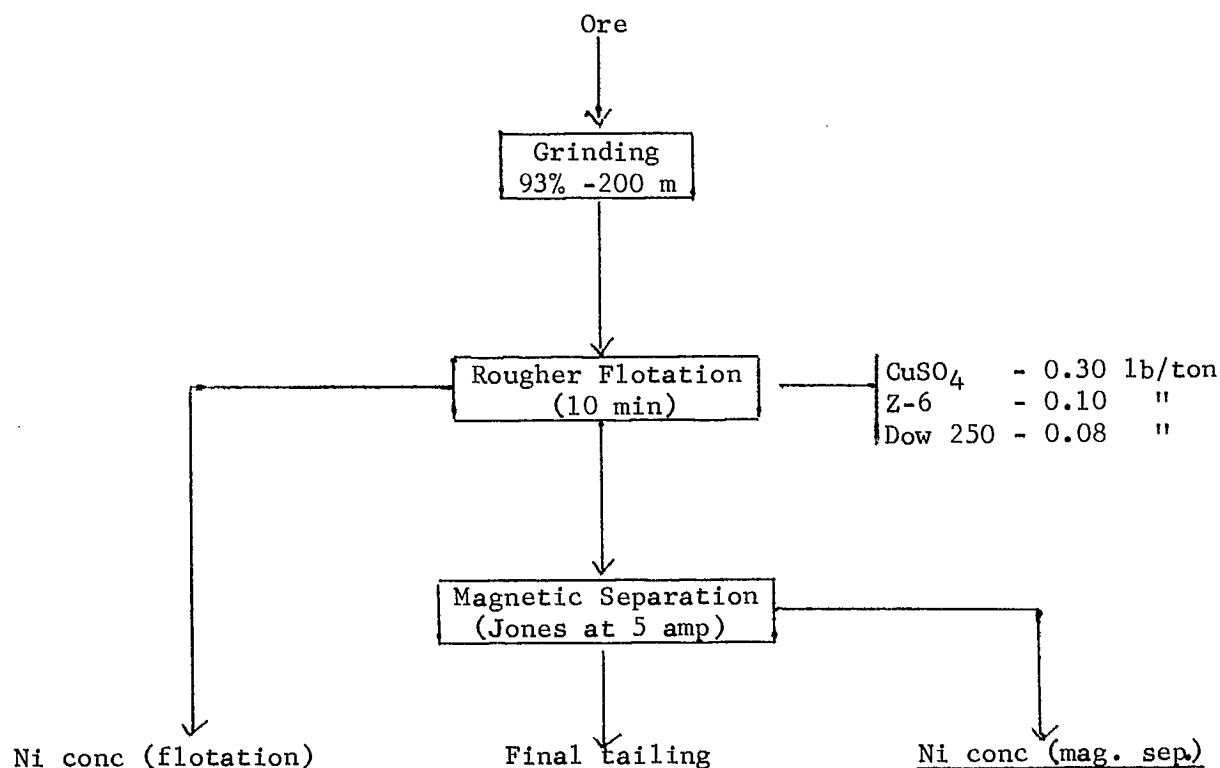 Ore
Grinding
93% -200 m
Rougher Flotation
(10 min)
CuSO4 - 0.30 lb/ton
Z-6 - 0.10 "
Dow 250 - 0.08 "
Magnetic Separation
(Jones at 5 amp)
Ni conc (flotation) Final tailing Ni conc (mag. sep.)